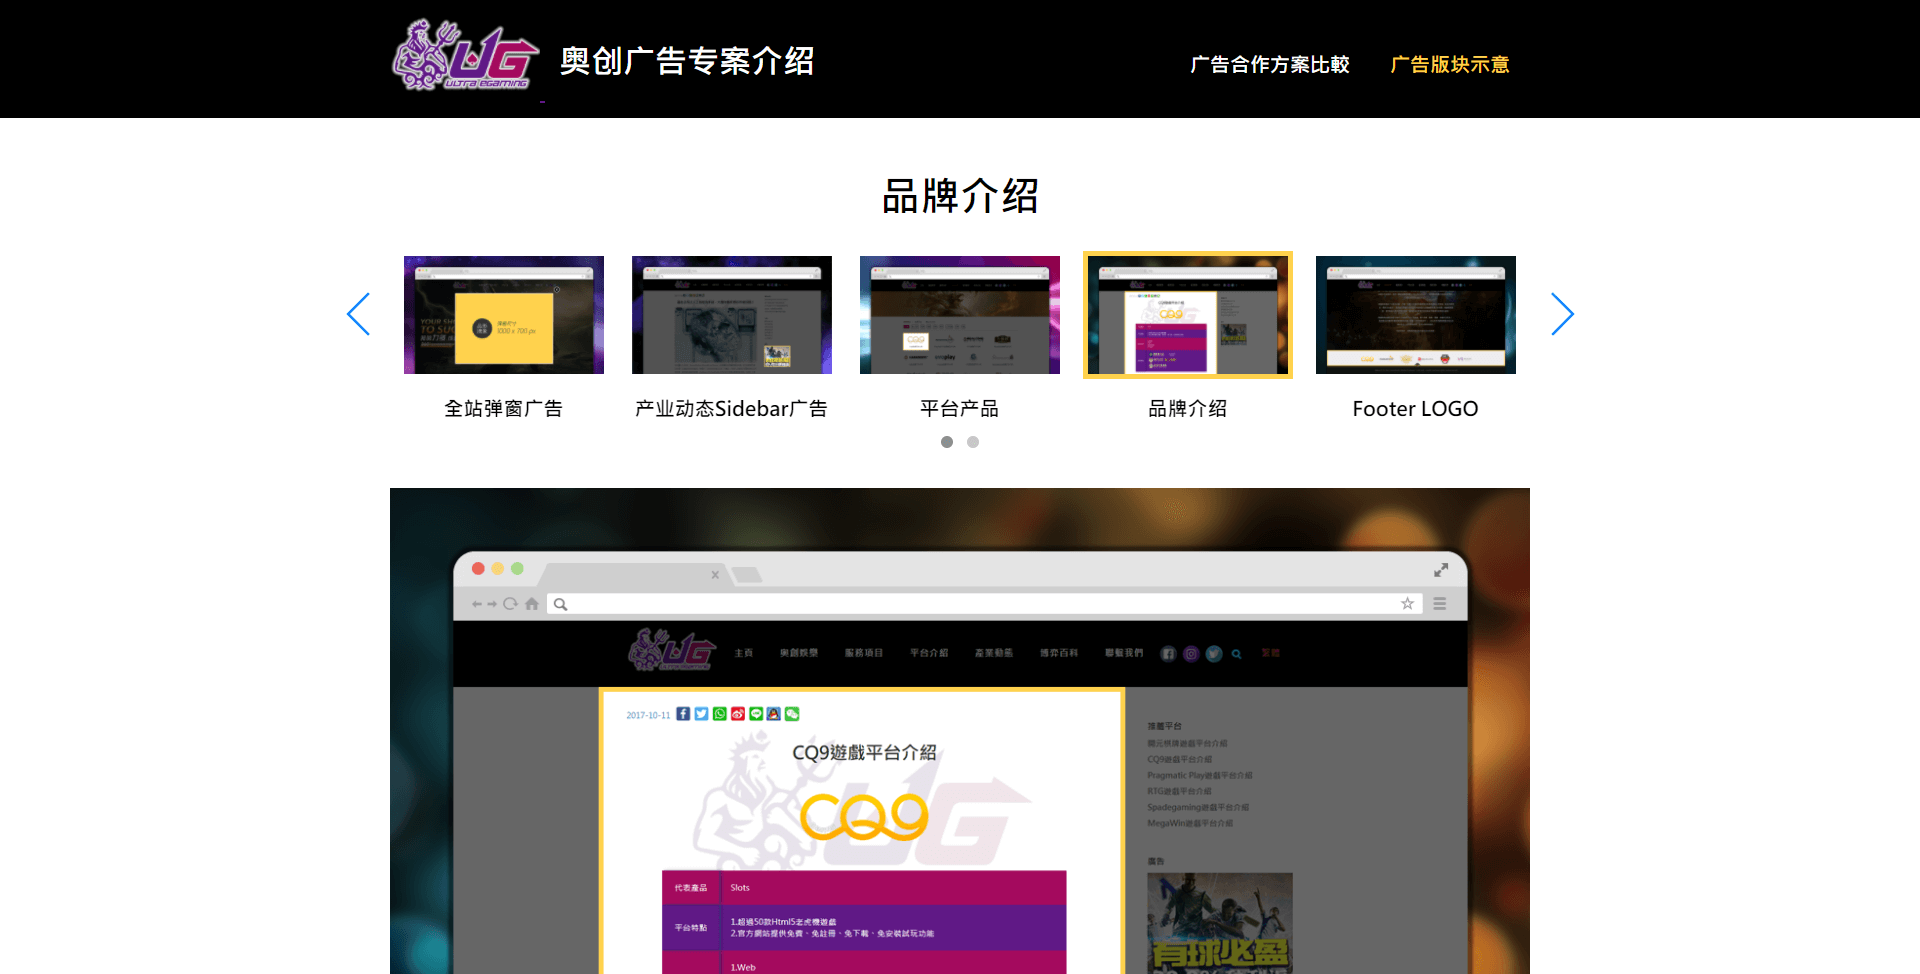 UG
ULTRA EGAMING
奥创广告专案介绍
广告合作方案比較
广告版块示意
品牌介绍
全站弹窗广告
产业动态Sidebar广告
平台产品
品牌介绍
Footer LOGO
UG
主頁
奧創娛樂
服務項目
平台介紹
產業動態
博弈百科
聯繫我們
繁體
2017-10-11
CQ9遊戲平台介紹
CQ9
代表產品
Slots
平台特點
1.超過50款Html5老虎機遊戲
2.官方網站提供免費、免註冊、免下載、免安裝試玩功能
1.Web
推薦平台
開元棋牌遊戲平台介紹
CQ9遊戲平台介紹
Pragmatic Play遊戲平台介紹
RTG遊戲平台介紹
Spadegaming遊戲平台介紹
MegaWin遊戲平台介紹
廣告
有球必盈